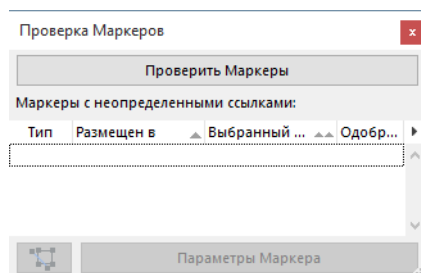 Проверка Маркеров
Проверить Маркеры
Маркеры с неопределенными ссылками:
Тип Размещен в Выбранный ... Одобр...
Параметры Маркера